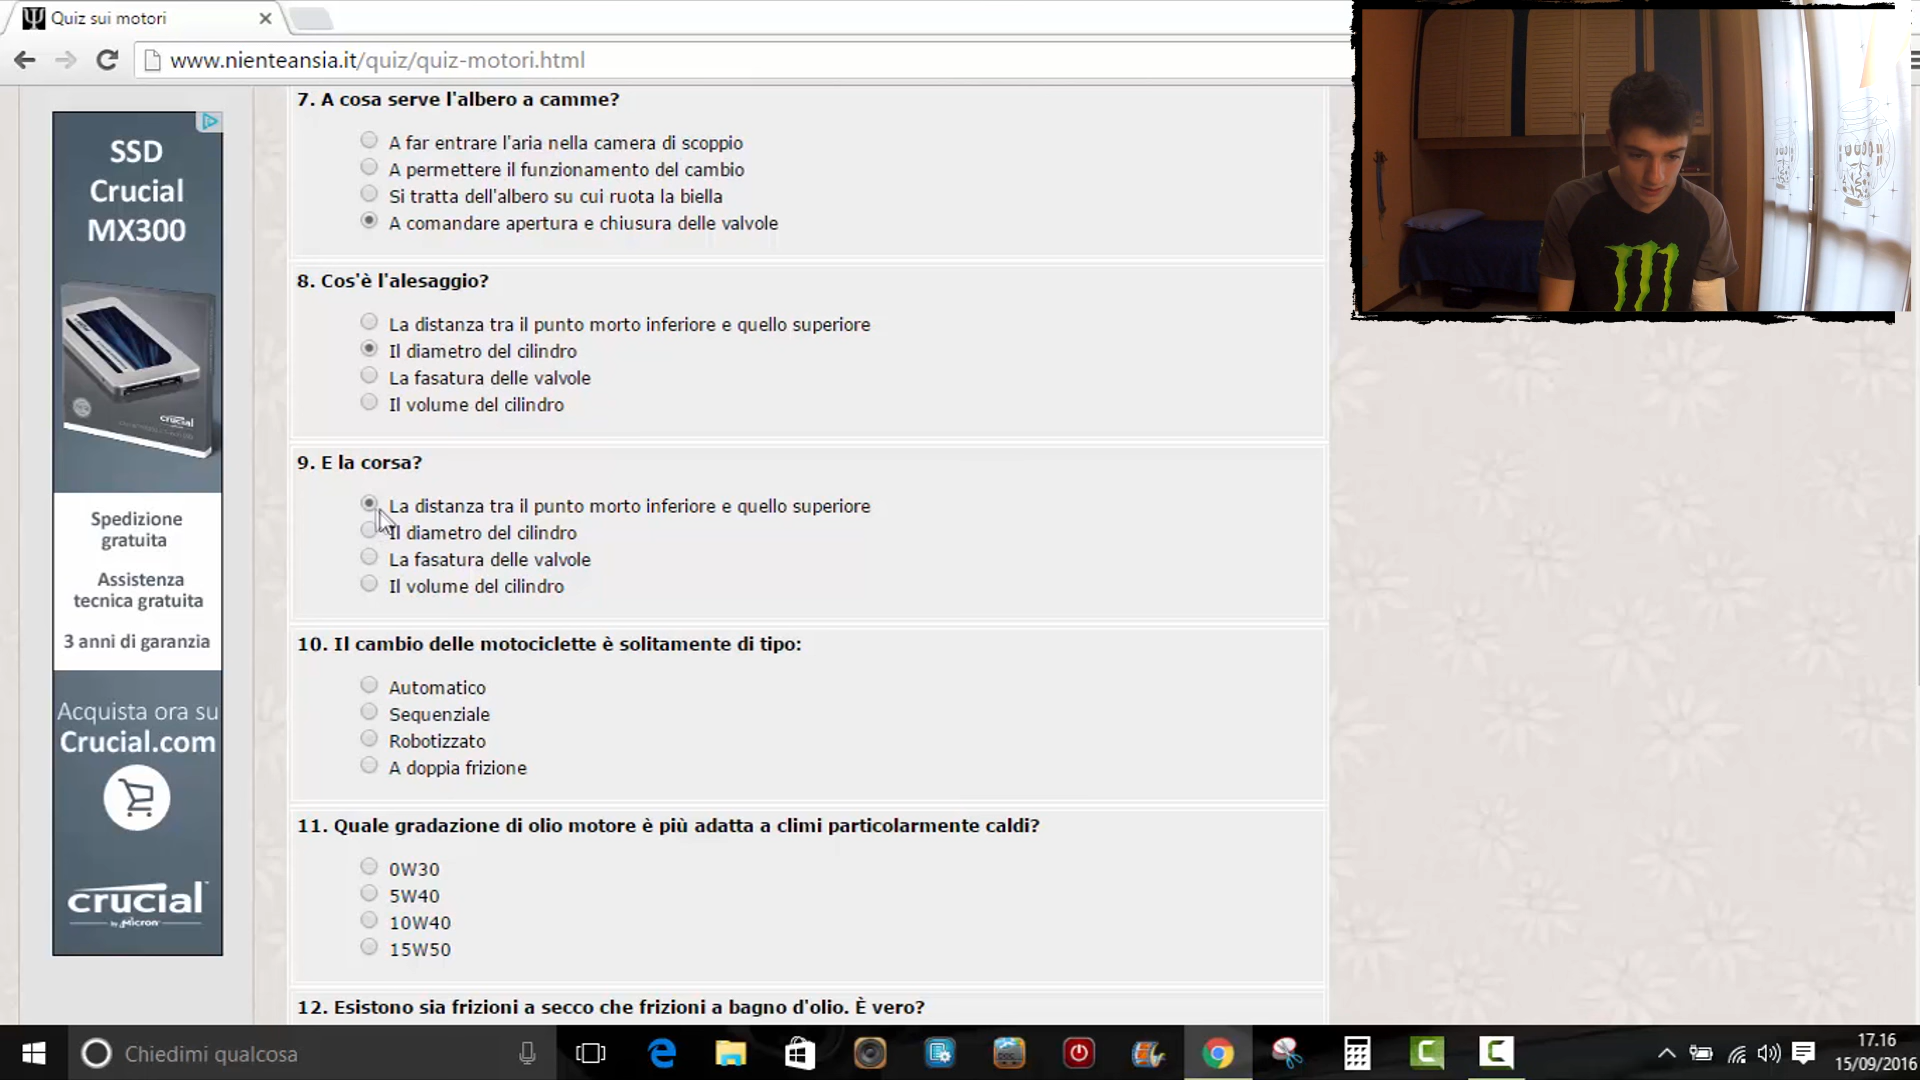 Quiz sui motori
www.nienteansia.it/quiz/quiz-motori.html
SSD
Crucial
MX300
crucial
Spedizione
gratuita
Assistenza
tecnica gratuita
3 anni di garanzia
Acquista ora su
Crucial.com
crucial
by Micron
7. A cosa serve l'albero a camme?
A far entrare l'aria nella camera di scoppio
A permettere il funzionamento del cambio
Si tratta dell'albero su cui ruota la biella
A comandare apertura e chiusura delle valvole
8. Cos'è l'alesaggio?
La distanza tra il punto morto inferiore e quello superiore
Il diametro del cilindro
La fasatura delle valvole
Il volume del cilindro
9. E la corsa?
La distanza tra il punto morto inferiore e quello superiore
Il diametro del cilindro
La fasatura delle valvole
Il volume del cilindro
10. Il cambio delle motociclette è solitamente di tipo:
Automatico
Sequenziale
Robotizzato
A doppia frizione
11. Quale gradazione di olio motore è più adatta a climi particolarmente caldi?
0W30
5W40
10W40
15W50
12. Esistono sia frizioni a secco che frizioni a bagno d'olio. È vero?
Chiedimi qualcosa
17.16
15/09/2016